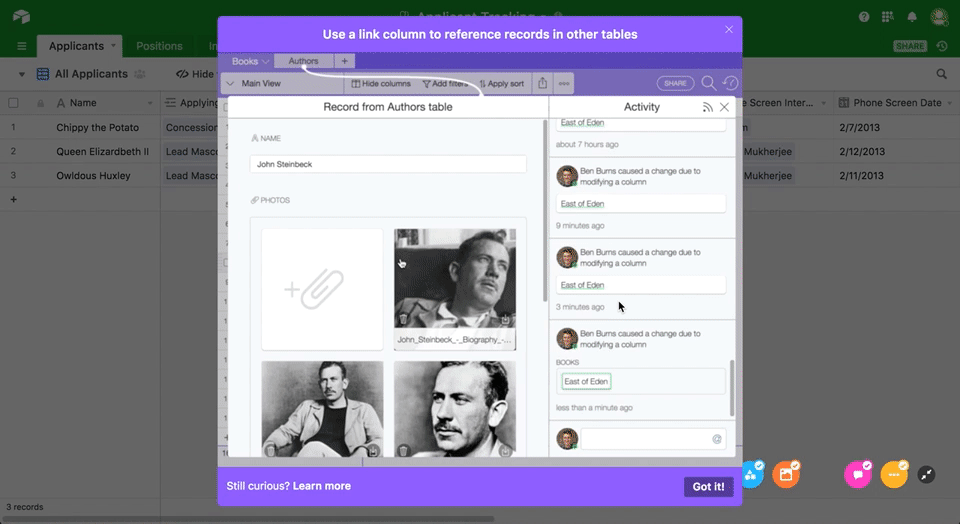 Applicant Tracking
Use a link column to reference records in other tables
Applicants
Positions
Books
Authors
+
SHARE
All Applicants
Hide
Main View
Hide columns
Add filters
Apply sort
SHARE
Name
Applying
Record from Authors table
Activity
Phone Screen Date
NAME
John Steinbeck
PHOTOS
John_Steinbeck_-_Biography_-...
East of Eden
about 7 hours ago
Ben Burns caused a change due to
modifying a column
East of Eden
9 minutes ago
Ben Burns caused a change due to
modifying a column
East of Eden
3 minutes ago
Ben Burns caused a change due to
modifying a column
BOOKS
East of Eden
less than a minute ago
@
1 Chippy the Potato Concession 2/7/2013
2 Queen Elizardbeth II Lead Masco Mukherjee 2/12/2013
3 Owldous Huxley Lead Masco Mukherjee 2/11/2013
+
Still curious? Learn more
Got it!
3 records